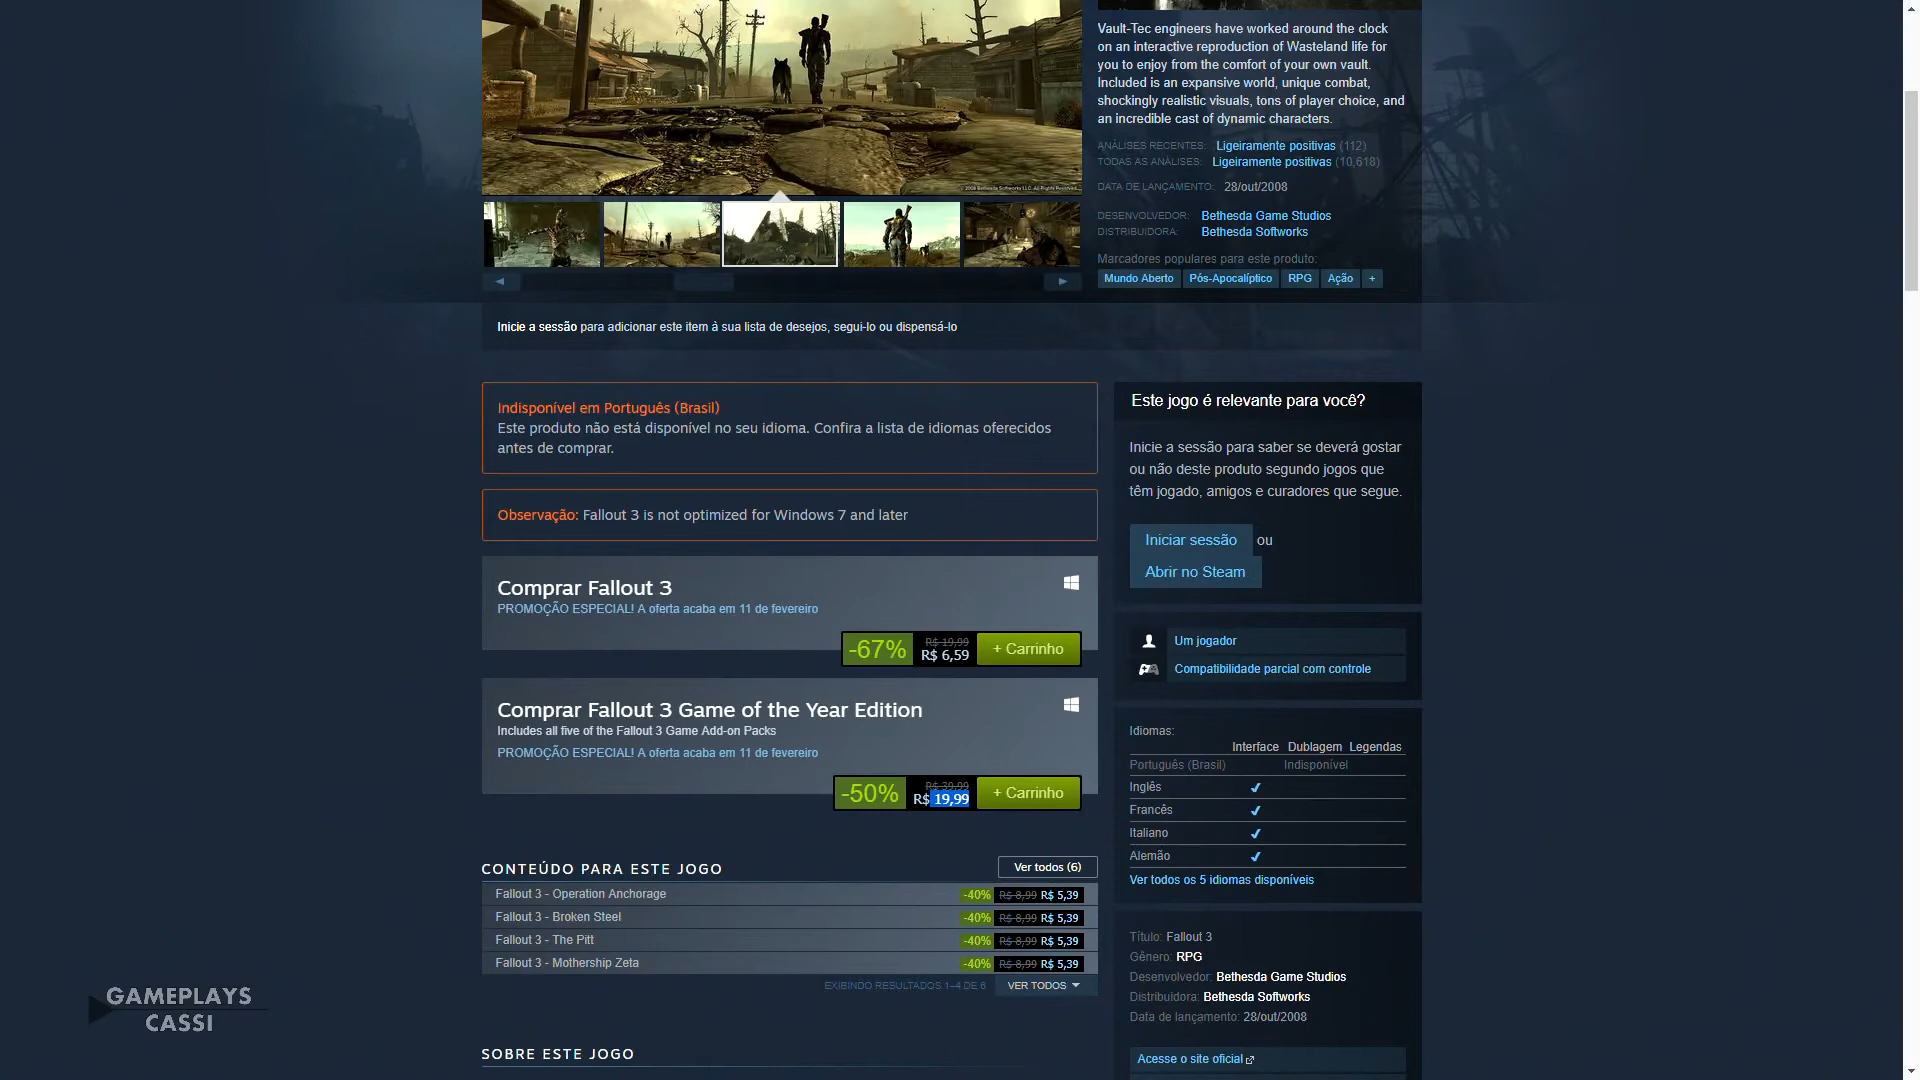 Vault-Tec engineers have worked around the clock
on an interactive reproduction of Wasteland life for
you to enjoy from the comfort of your own vault.
Included is an expansive world, unique combat,
shockingly realistic visuals, tons of player choice, and
an incredible cast of dynamic characters.
ANÁLISES RECENTES: Ligeiramente positivas (112)
TODAS AS ANÁLISES: Ligeiramente positivas (10,618)
DATA DE LANÇAMENTO: 28/out/2008
DESENVOLVEDOR: Bethesda Game Studios
DISTRIBUIDORA: Bethesda Softworks
Marcadores populares para este produto:
Mundo Aberto Pós-Apocalíptico RPG Ação +
© 2008 Bethesda Softworks LLC. All Rights Reserved.
Inicie a sessão para adicionar este item à sua lista de desejos, segui-lo ou dispensá-lo
Indisponível em Português (Brasil)
Este produto não está disponível no seu idioma. Confira a lista de idiomas oferecidos
antes de comprar.
Observação: Fallout 3 is not optimized for Windows 7 and later
Comprar Fallout 3
PROMOÇÃO ESPECIAL! A oferta acaba em 11 de fevereiro
-67% R$ 19,99 R$ 6,59 + Carrinho
Comprar Fallout 3 Game of the Year Edition
Includes all five of the Fallout 3 Game Add-on Packs
PROMOÇÃO ESPECIAL! A oferta acaba em 11 de fevereiro
-50% R$ 39,99 R$ 19,99 + Carrinho
CONTEÚDO PARA ESTE JOGO Ver todos (6)
Fallout 3 - Operation Anchorage -40% R$ 8,99 R$ 5,39
Fallout 3 - Broken Steel -40% R$ 8,99 R$ 5,39
Fallout 3 - The Pitt -40% R$ 8,99 R$ 5,39
Fallout 3 - Mothership Zeta -40% R$ 8,99 R$ 5,39
EXIBINDO RESULTADOS 1–4 DE 6 VER TODOS
SOBRE ESTE JOGO
Este jogo é relevante para você?
Inicie a sessão para saber se deverá gostar
ou não deste produto segundo jogos que
têm jogado, amigos e curadores que segue.
Iniciar sessão ou
Abrir no Steam
Um jogador
Compatibilidade parcial com controle
Idiomas:
Interface Dublagem Legendas
Português (Brasil) Indisponível
Inglês ✔
Francês ✔
Italiano ✔
Alemão ✔
Ver todos os 5 idiomas disponíveis
Título: Fallout 3
Gênero: RPG
Desenvolvedor: Bethesda Game Studios
Distribuidora: Bethesda Softworks
Data de lançamento: 28/out/2008
Acesse o site oficial
GAMEPLAYS
CASSI